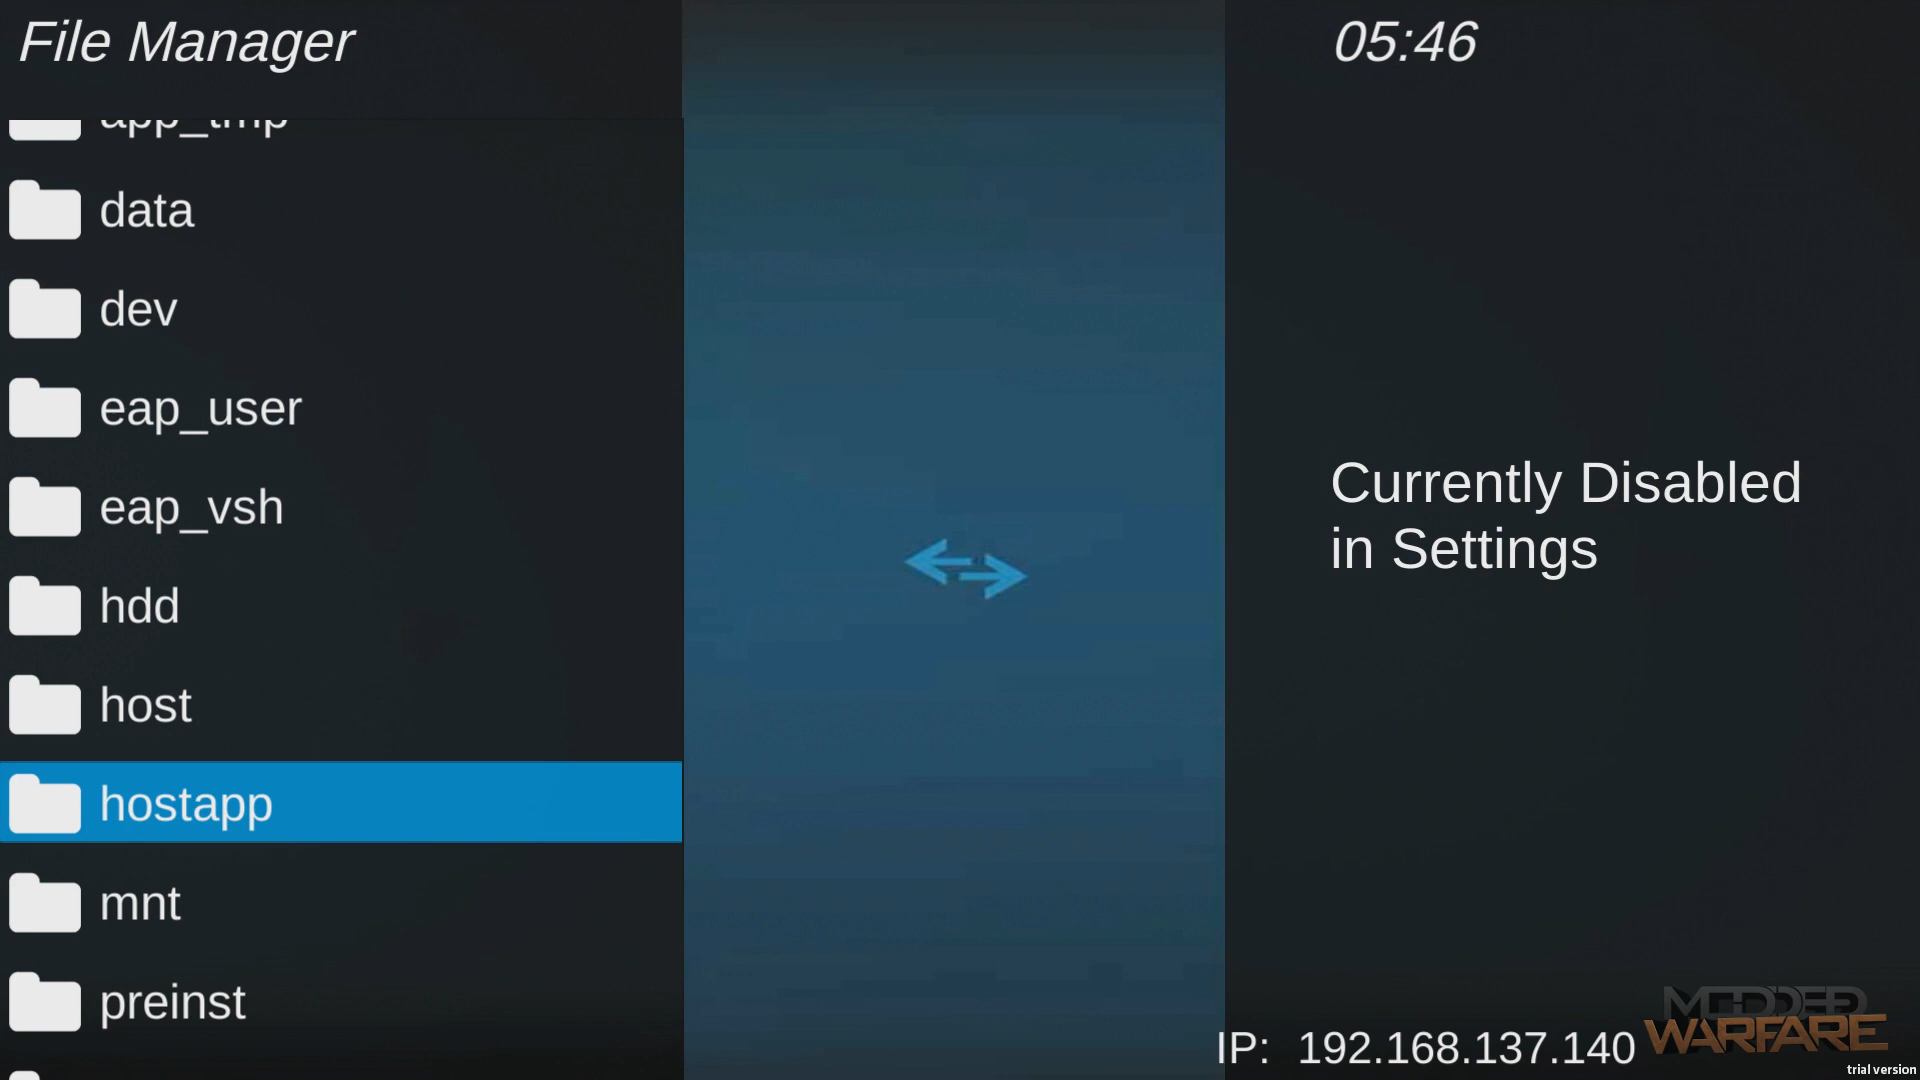 File Manager
05:46
app_tmp
data
dev
eap_user
eap_vsh
hdd
host
hostapp
mnt
preinst
Currently Disabled
in Settings
IP: 192.168.137.140
MODDED
WARFARE
trial version